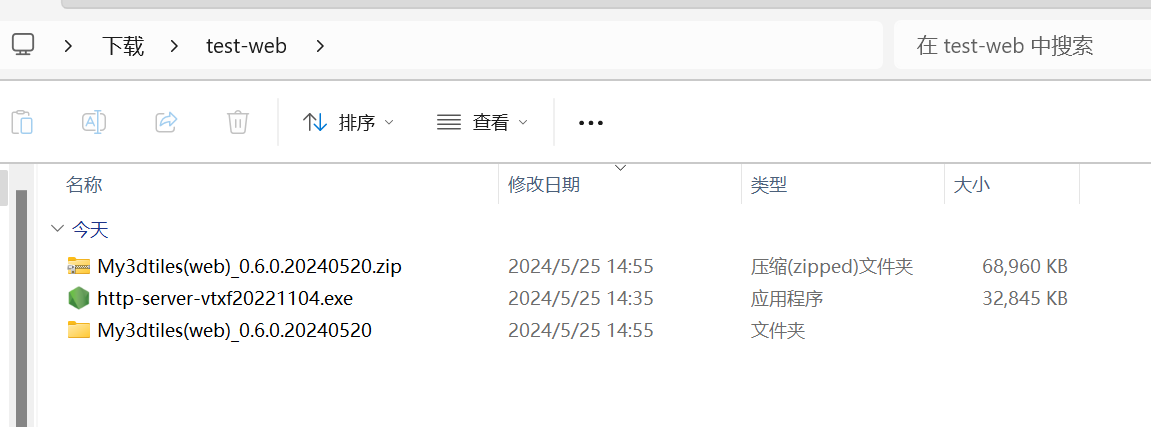 下载 test-web 在 test-web 中搜索
排序 查看
名称 修改日期 类型 大小
今天
My3dtiles(web)_0.6.0.20240520.zip 2024/5/25 14:55 压缩(zipped)文件夹 68,960 KB
http-server-vtxf20221104.exe 2024/5/25 14:35 应用程序 32,845 KB
My3dtiles(web)_0.6.0.20240520 2024/5/25 14:55 文件夹